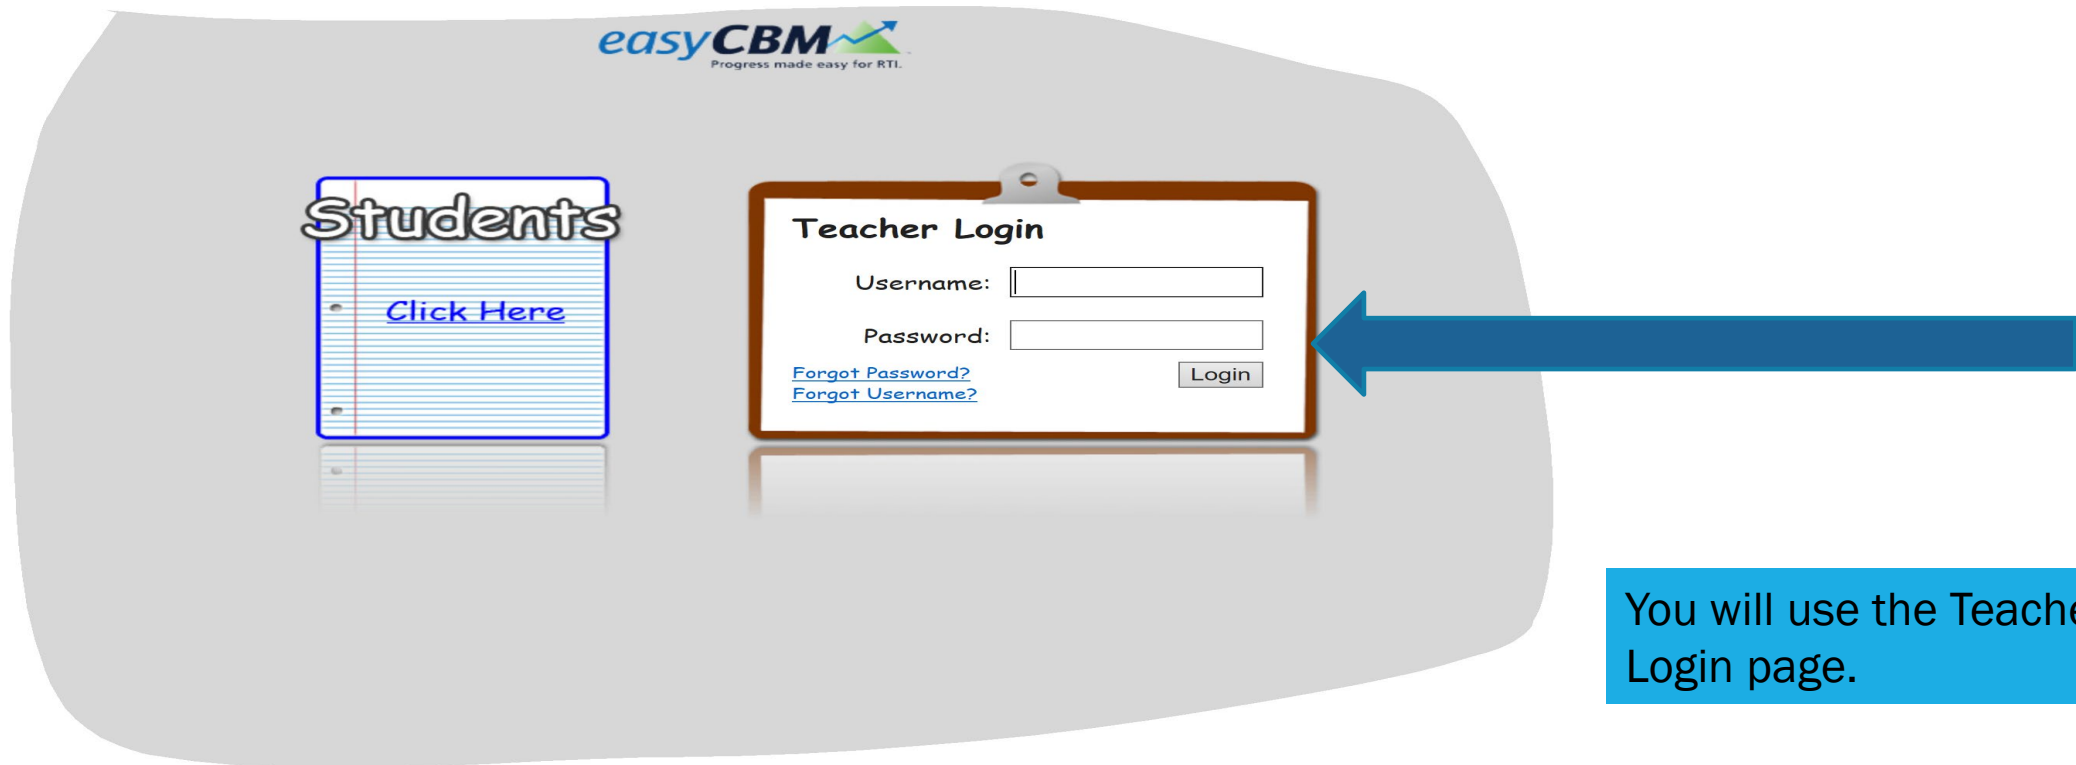 easyCBM
Progress made easy for RTI.
Students
Click Here
Teacher Login
Username:
Password:
Forgot Password?
Login
Forgot Username?
You will use the Teache
Login page.